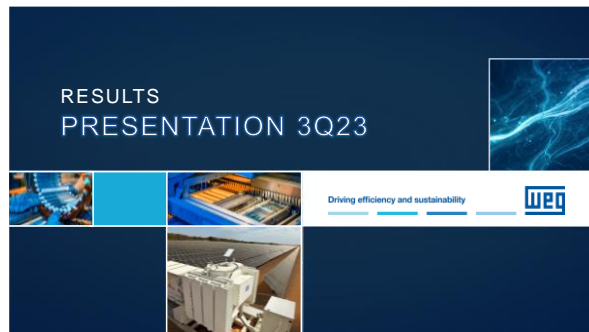 RESULTS
PRESENTATION 3Q23
Driving efficiency and sustainability
weg